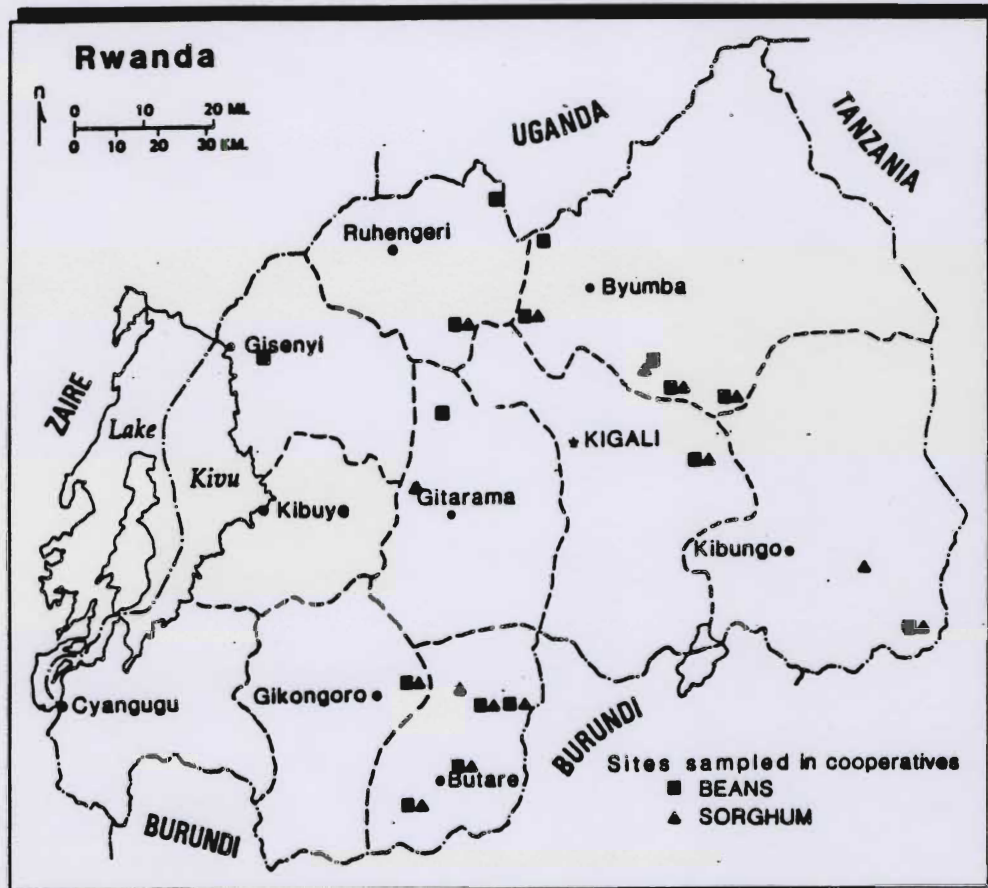 Rwanda
n
0 10 20 MI.
0 10 20 30 KM.
UGANDA
TANZANIA
Ruhengeri
Byumba
Gisenyi
ZAIRE
Lake
Kivu
KIGALI
Gitarama
Kibuye
Kibungo
Gikongoro
Cyangugu
BURUNDI
Butare
BURUNDI
Sites sampled in cooperatives
BEANS
SORGHUM